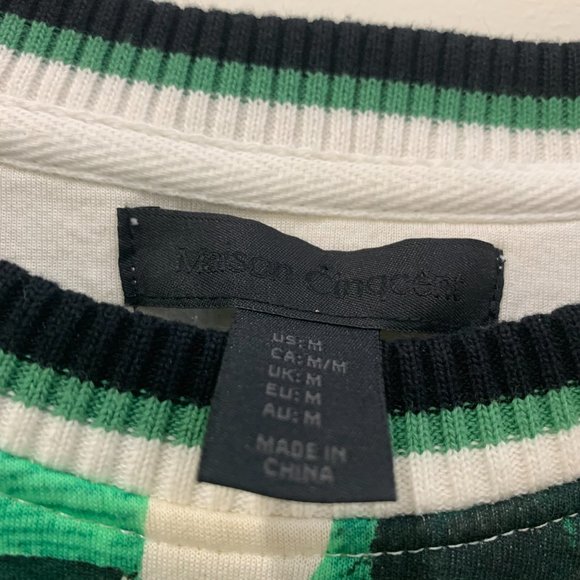 Maison Cinqcent
US: M
CA: M/M
UK: M
EU: M
AU: M
MADE IN
CHINA